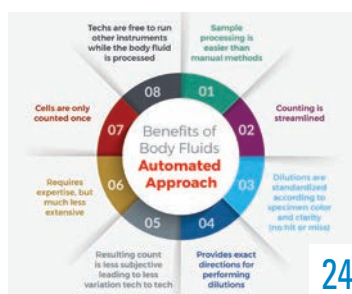 Techs are free to run
other instruments
while the body fluid
is processed
Sample
processing is
easier than
manual methods
08
01
Cells are only
counted once
07
Benefits of
Body Fluids
Automated
Approach
02
Counting is
streamlined
Requires
expertise, but
much less
extensive
06
03
Dilutions are
standardized
according to
specimen color
and clarity
(no hit or miss)
05
04
Resulting count
is less subjective
leading to less
variation tech to tech
Provides exact
directions for
performing
dilutions
24